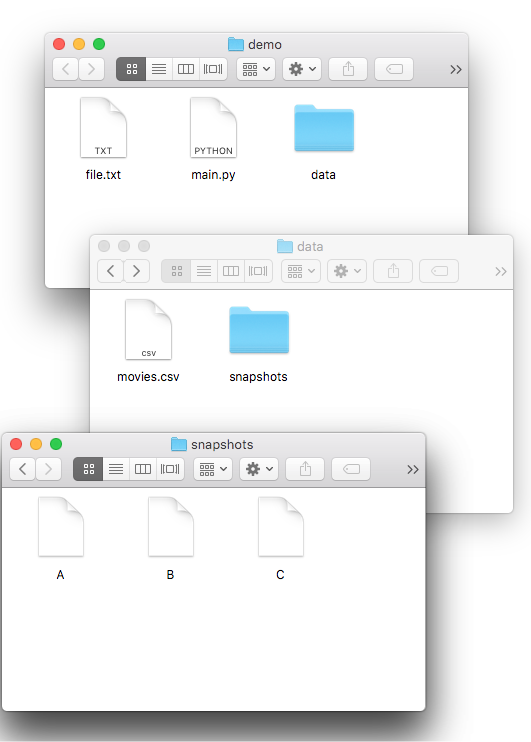 demo
TXT
PYTHON
file.txt
main.py
data
data
csv
movies.csv
snapshots
snapshots
A
B
C